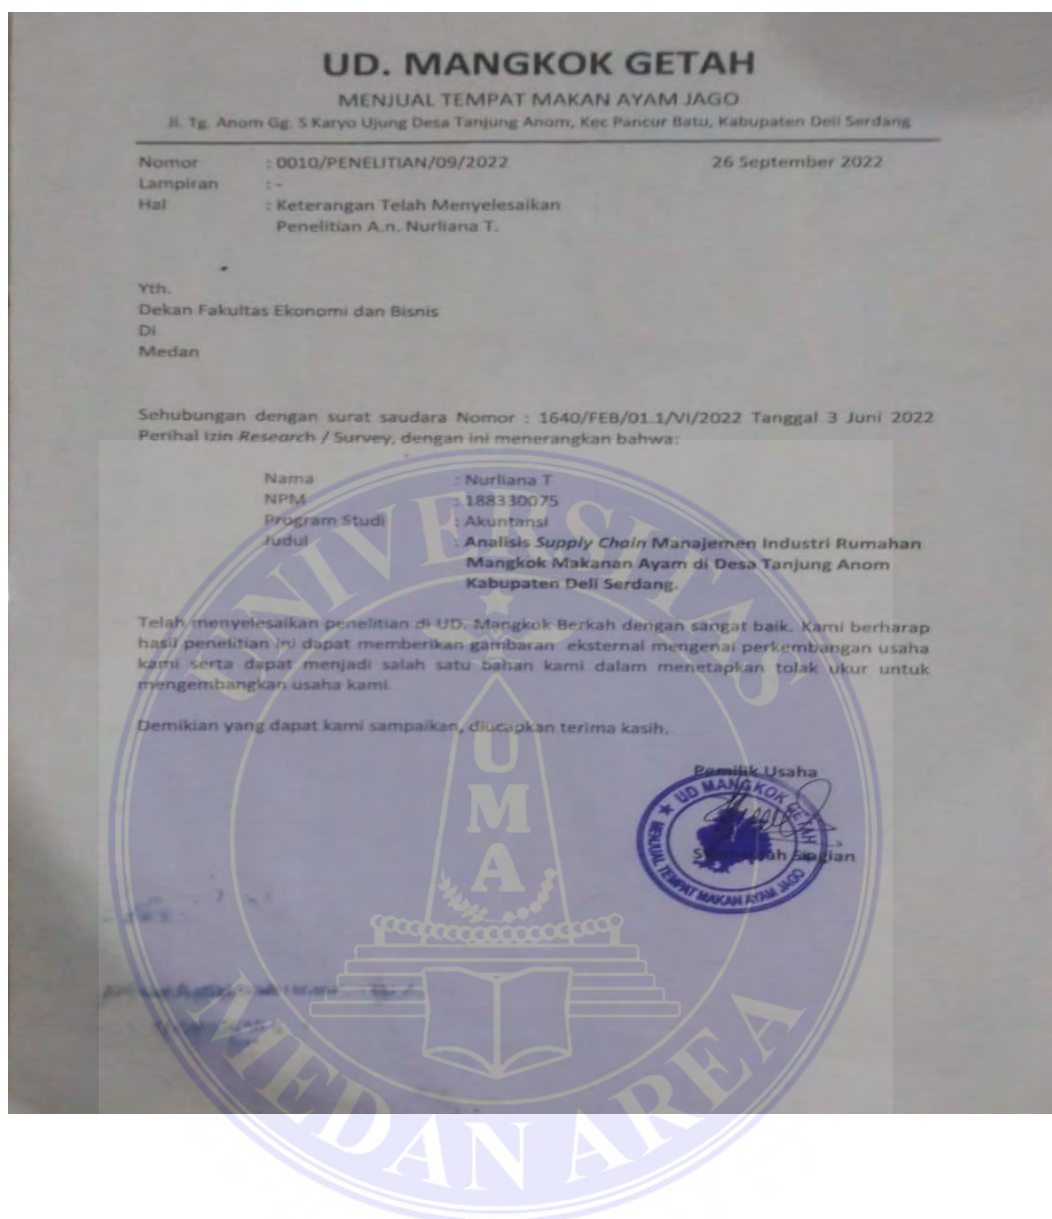 UD. MANGKOK GETAH
MENJUAL TEMPAT MAKAN AYAM JAGO
Jl. Tg. Anom Gg. S Karyo Ujung Desa Tanjung Anom, Kec Pancur Batu, Kabupaten Deli Serdang
Nomor : 0010/PENELITIAN/09/2022 26 September 2022
Lampiran : -
Hal : Keterangan Telah Menyelesaikan
Penelitian A.n. Nurliana T.
Yth.
Dekan Fakultas Ekonomi dan Bisnis
Di
Medan
Sehubungan dengan surat saudara Nomor : 1640/FEB/01.1/VI/2022 Tanggal 3 Juni 2022
Perihal izin Research / Survey, dengan ini menerangkan bahwa:
Nama : Nurliana T
NPM : 188330075
Program Studi : Akuntansi
Judul : Analisis Supply Chain Manajemen Industri Rumahan
Mangkok Makanan Ayam di Desa Tanjung Anom
Kabupaten Deli Serdang.
Telah menyelesaikan penelitian di UD. Mangkok Berkah dengan sangat baik. Kami berharap
hasil penelitian ini dapat memberikan gambaran eksternal mengenai perkembangan usaha
kami serta dapat menjadi salah satu bahan kami dalam menetapkan tolak ukur untuk
mengembangkan usaha kami.
Demikian yang dapat kami sampaikan, diucapkan terima kasih.
Pemilik Usaha
UD MANGKOK GETAH
MENJUAL TEMPAT MAKAN AYAM JAGO
UNIVERSITAS
UMA
MEDAN AREA